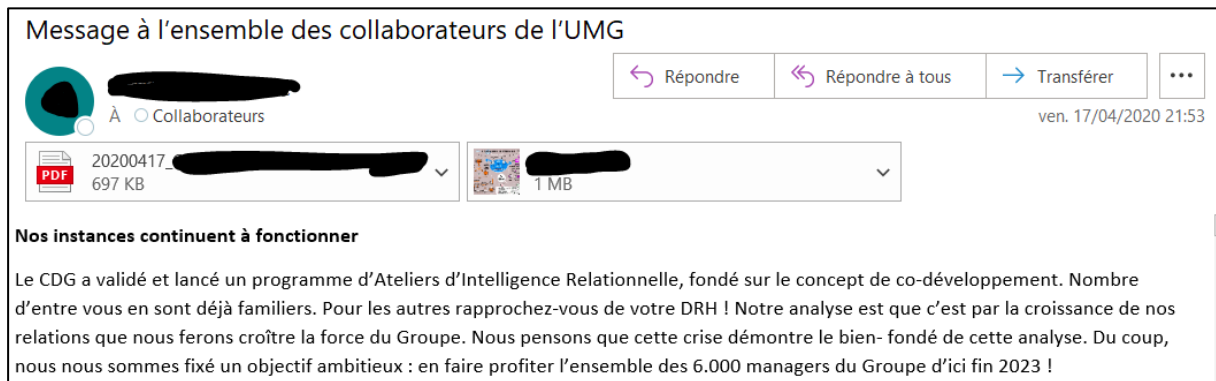 Message à l'ensemble des collaborateurs de l'UMG
Répondre
Répondre à tous
Transférer
À Collaborateurs
ven. 17/04/2020 21:53
PDF
20200417_
697 KB
1 MB
Nos instances continuent à fonctionner
Le CDG a validé et lancé un programme d'Ateliers d'Intelligence Relationnelle, fondé sur le concept de co-développement. Nombre
d'entre vous en sont déjà familiers. Pour les autres rapprochez-vous de votre DRH ! Notre analyse est que c'est par la croissance de nos
relations que nous ferons croître la force du Groupe. Nous pensons que cette crise démontre le bien- fondé de cette analyse. Du coup,
nous nous sommes fixé un objectif ambitieux : en faire profiter l'ensemble des 6.000 managers du Groupe d'ici fin 2023 !